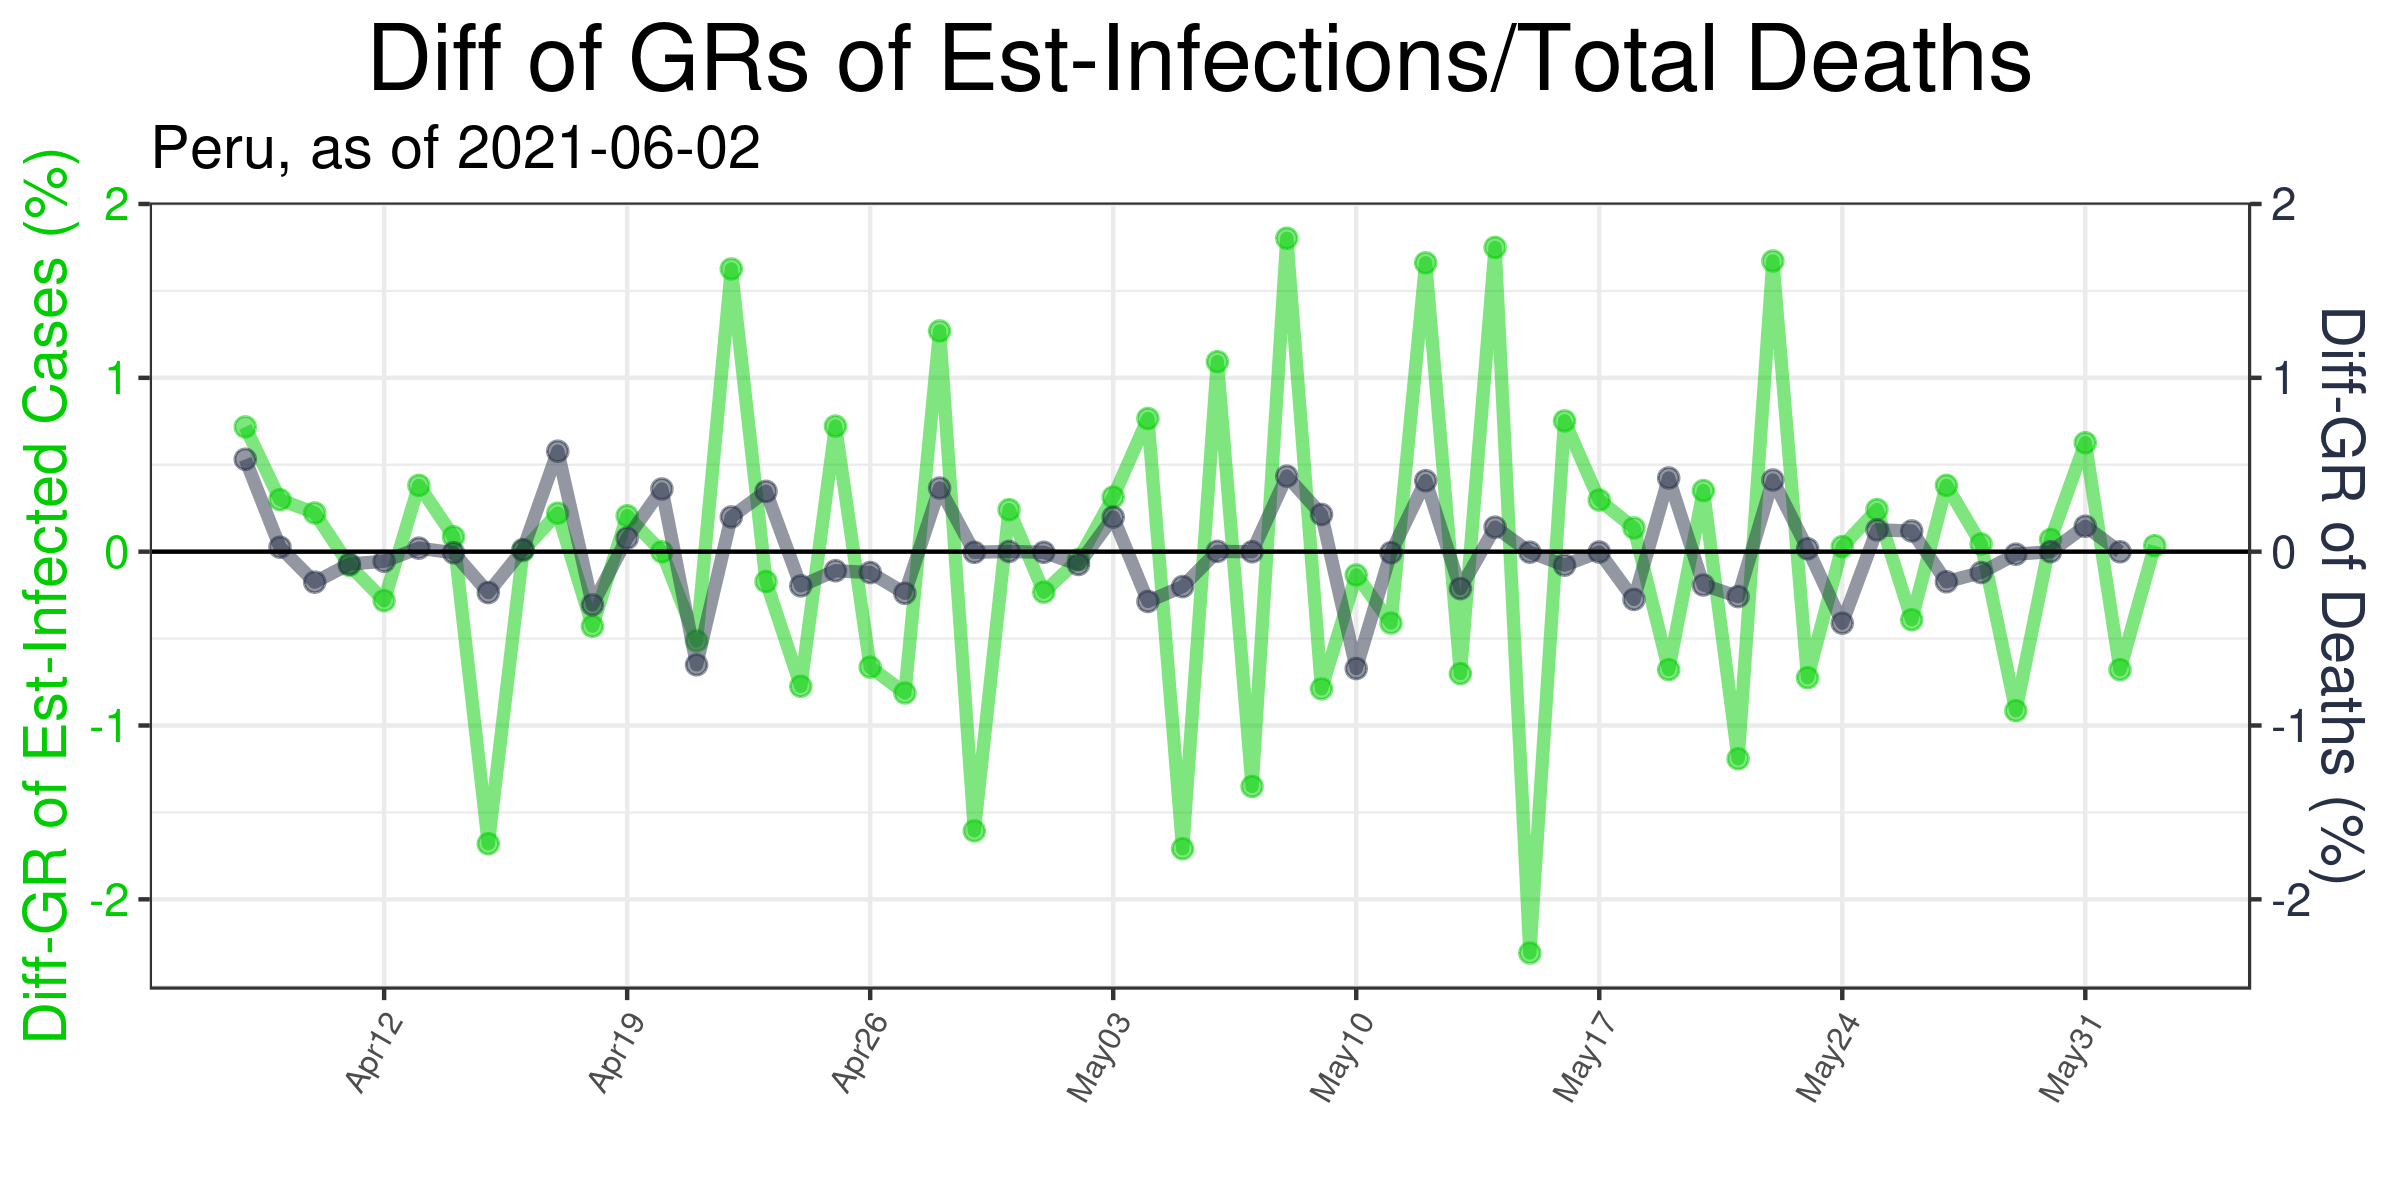 Diff of GRs of Est-Infections/Total Deaths
Peru, as of 2021-06-02
Diff-GR of Est-Infected Cases (%)
2
1
0
-1
-2
2
1
0
-1
-2
Diff-GR of Deaths (%)
Apr12
Apr19
Apr26
May03
May10
May17
May24
May31